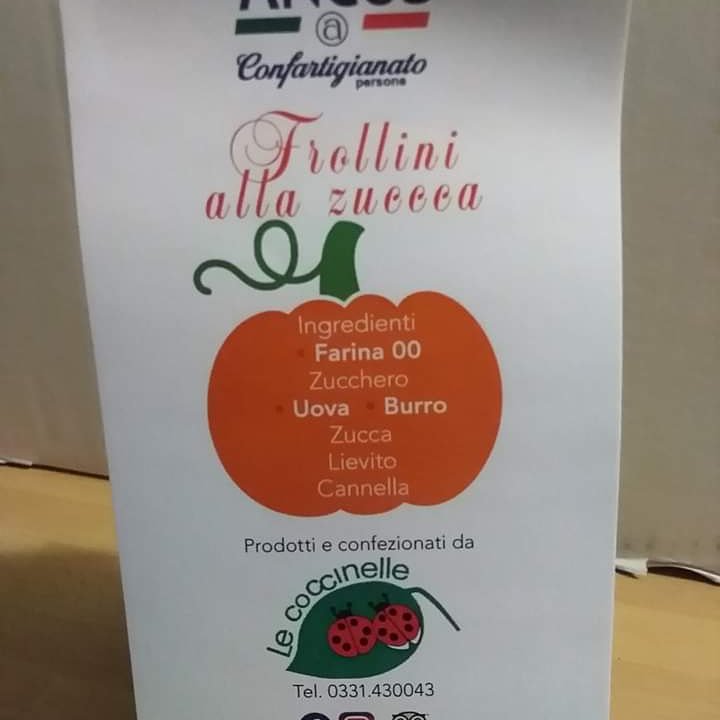 @
Confartigianato
persone
Frollini
alla zuccca
Ingredienti
• Farina 00
Zucchero
• Uova • Burro
Zucca
Lievito
Cannella
Prodotti e confezionati da
Le coccinelle
Tel. 0331.430043